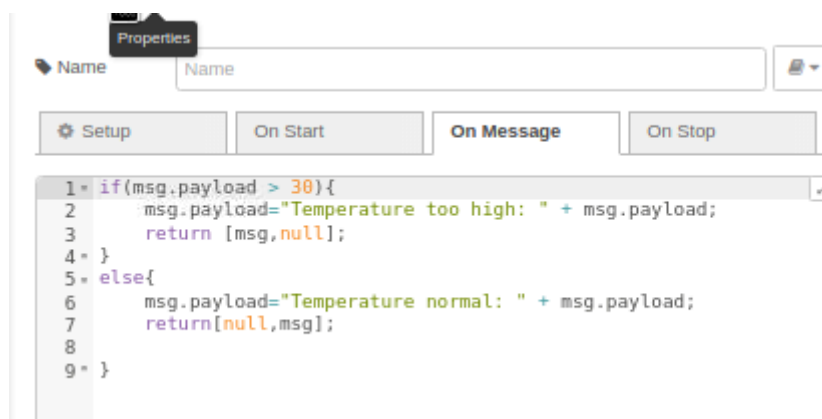 Properties
Name
Name
Setup On Start On Message On Stop
1 if(msg.payload > 30){
2 msg.payload="Temperature too high: " + msg.payload;
3 return [msg,null];
4 }
5 else{
6 msg.payload="Temperature normal: " + msg.payload;
7 return[null,msg];
8
9 }